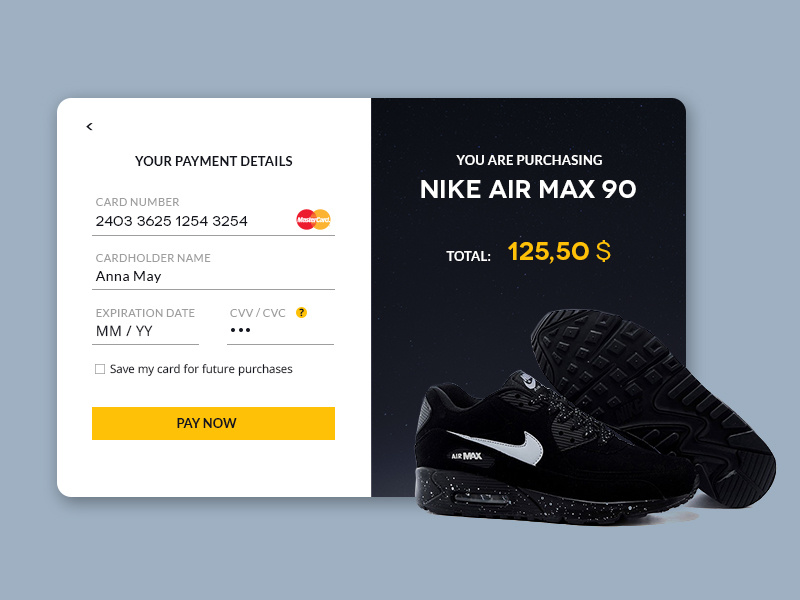 <
YOUR PAYMENT DETAILS
CARD NUMBER
2403 3625 1254 3254
MasterCard
CARDHOLDER NAME
Anna May
EXPIRATION DATE
MM / YY
CVV / CVC ?
•••
Save my card for future purchases
PAY NOW
YOU ARE PURCHASING
NIKE AIR MAX 90
TOTAL: 125,50 $
AIR MAX